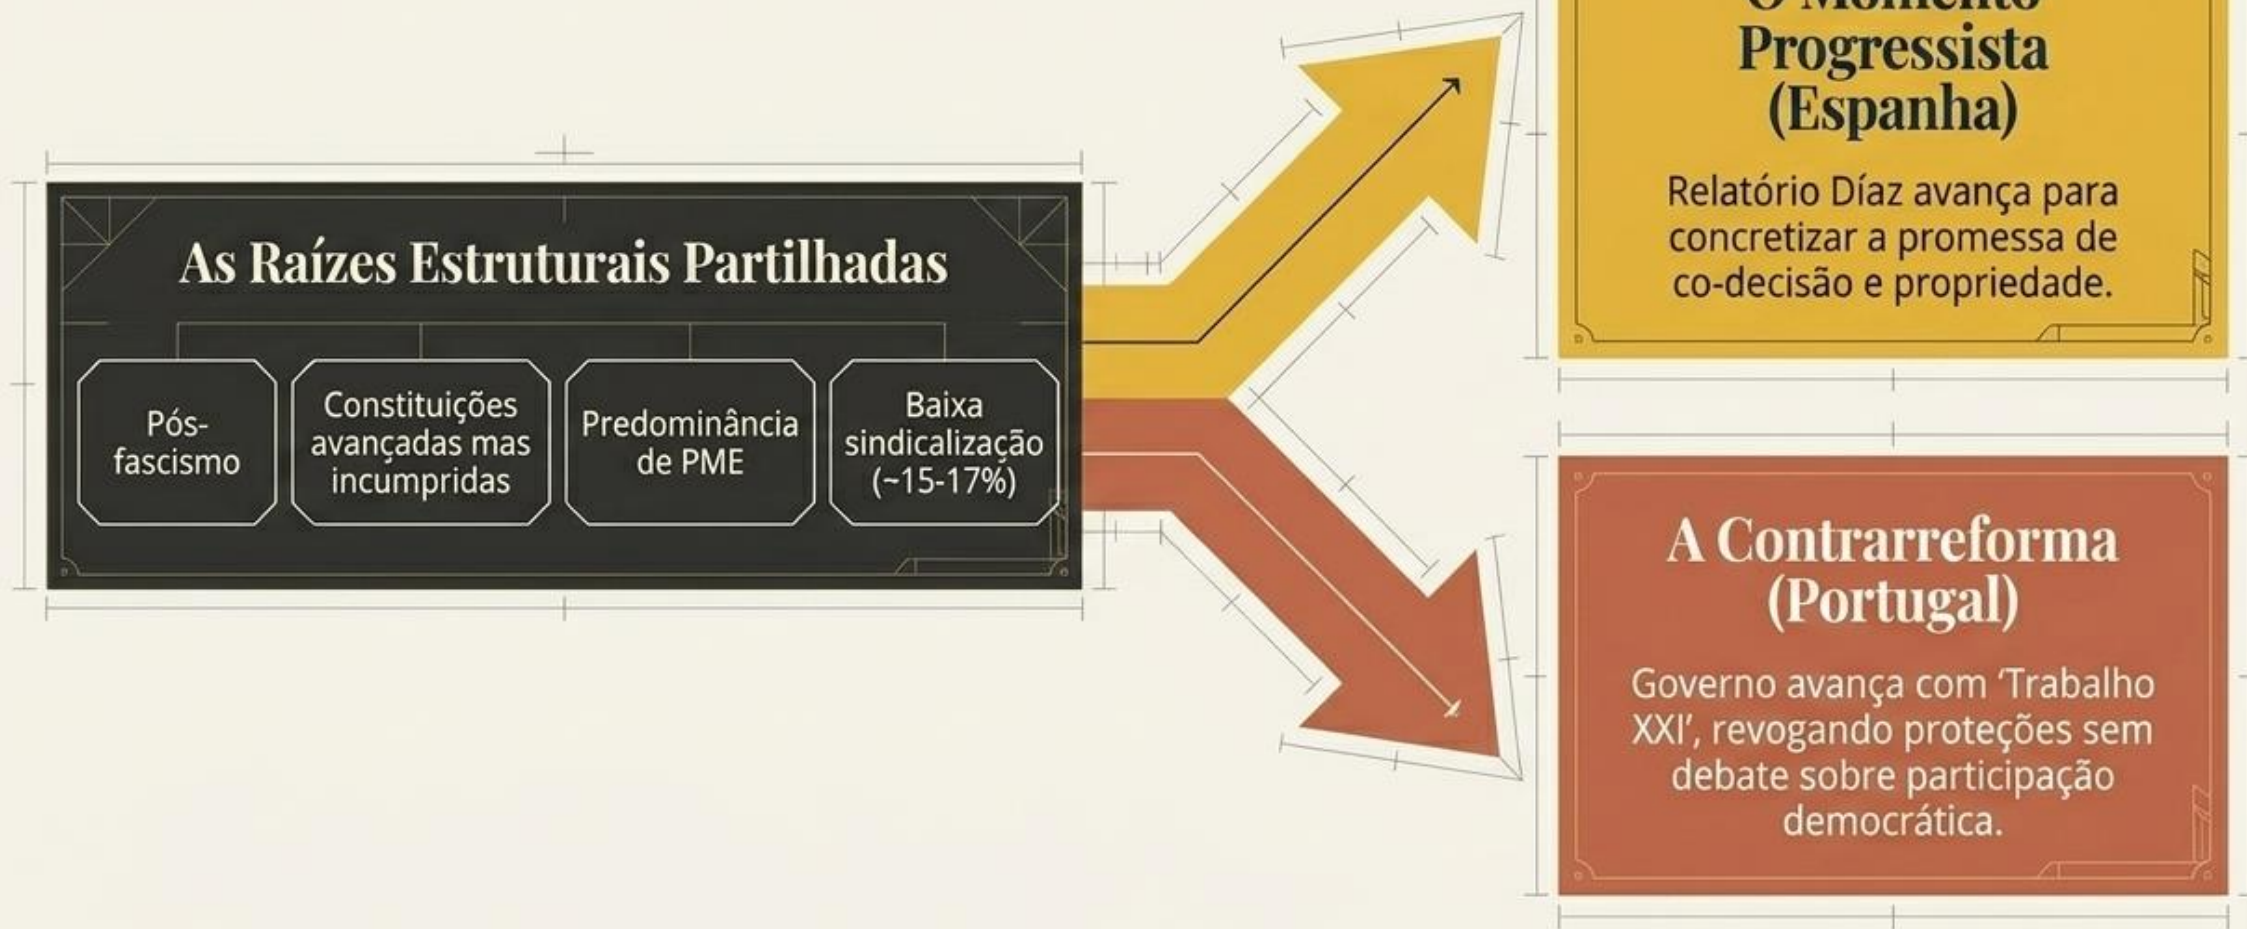 As Raízes Estruturais Partilhadas
Pós-
fascismo
Constituições
avançadas mas
incumpridas
Predominância
de PME
Baixa
sindicalização
(~15-17%)
O Momento
Progressista
(Espanha)
Relatório Díaz avança para
concretizar a promessa de
co-decisão e propriedade.
A Contrarreforma
(Portugal)
Governo avança com ‘Trabalho
XXI’, revogando proteções sem
debate sobre participação
democrática.